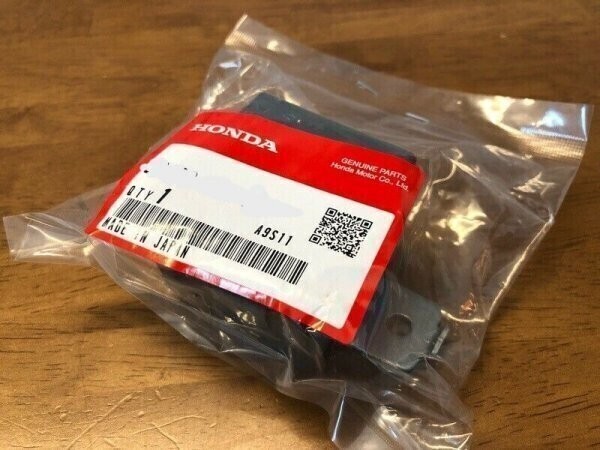 HONDA
GENUINE PARTS
Honda Motor Co., Ltd.
QTY 1
A9S11
MADE IN JAPAN